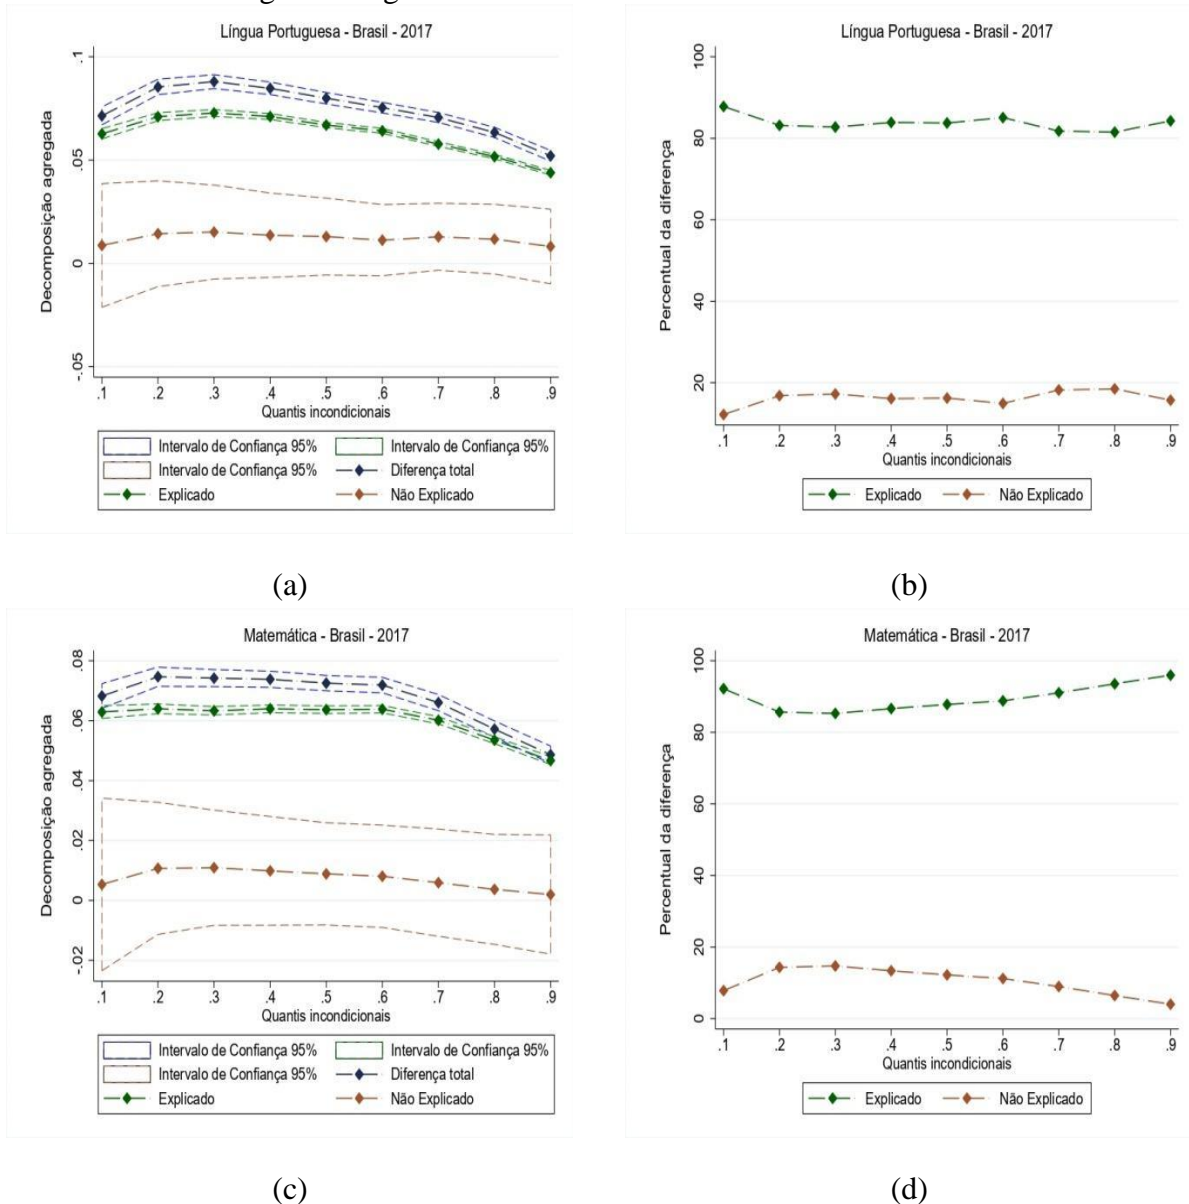 Língua Portuguesa - Brasil - 2017
Decomposição agregada
.1
.05
0
-.05
.1 .2 .3 .4 .5 .6 .7 .8 .9
Quantis incondicionais
Intervalo de Confiança 95% Intervalo de Confiança 95%
Intervalo de Confiança 95% Diferença total
Explicado Não Explicado
(a)
Língua Portuguesa - Brasil - 2017
Percentual da diferença
100
80
60
40
20
.1 .2 .3 .4 .5 .6 .7 .8 .9
Quantis incondicionais
Explicado Não Explicado
(b)
Matemática - Brasil - 2017
Decomposição agregada
.08
.06
.04
.02
0
-.02
.1 .2 .3 .4 .5 .6 .7 .8 .9
Quantis incondicionais
Intervalo de Confiança 95% Intervalo de Confiança 95%
Intervalo de Confiança 95% Diferença total
Explicado Não Explicado
(c)
Matemática - Brasil - 2017
Percentual da diferença
100
80
60
40
20
0
.1 .2 .3 .4 .5 .6 .7 .8 .9
Quantis incondicionais
Explicado Não Explicado
(d)